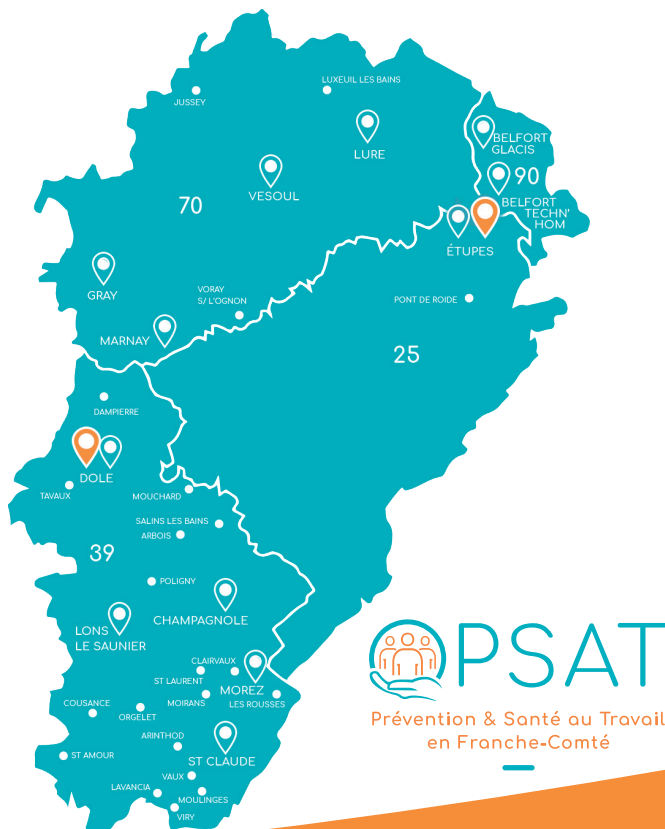 LUXEUIL LES BAINS
JUSSEY
LURE
BELFORT
GLACIS
VESOUL
90
70
BELFORT
TECHN'
HOM
ÉTUPES
GRAY
VORAY
S/ L'OGNON
PONT DE ROIDE
MARNAY
25
DAMPIERRE
DOLE
TAVAUX
MOUCHARD
SALINS LES BAINS
ARBOIS
39
POLIGNY
CHAMPAGNOLE
LONS
LE SAUNIER
CLAIRVAUX
ST LAURENT
MOREZ
MOIRANS
LES ROUSSES
COUSANCE
ORGELET
ARINTHOD
ST CLAUDE
ST AMOUR
VAUX
LAVANCIA
MOULINGES
VIRY
OPSAT
Prévention & Santé au Travail
en Franche-Comté